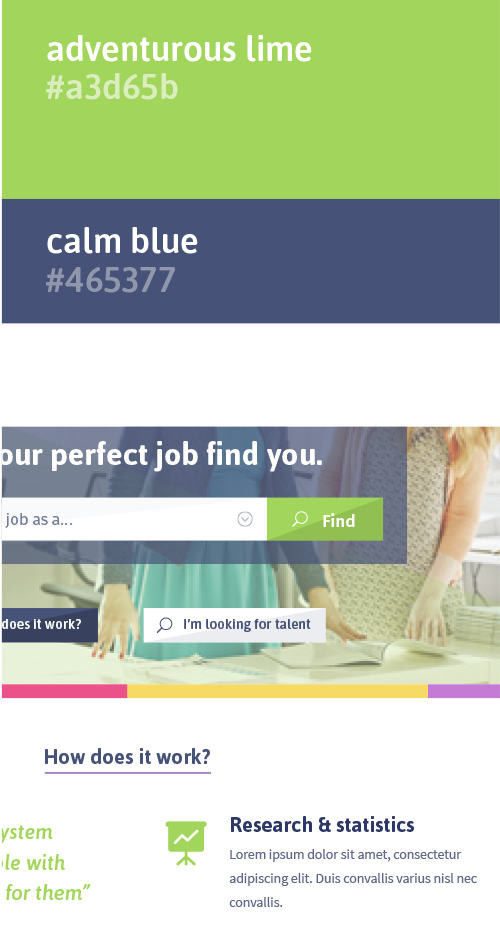 adventurous lime
#a3d65b
calm blue
#465377
our perfect job find you.
job as a...
Find
does it work?
I'm looking for talent
How does it work?
ystem
le with
for them”
Research & statistics
Lorem ipsum dolor sit amet, consectetur
adipiscing elit. Duis convallis varius nisl nec
convallis.